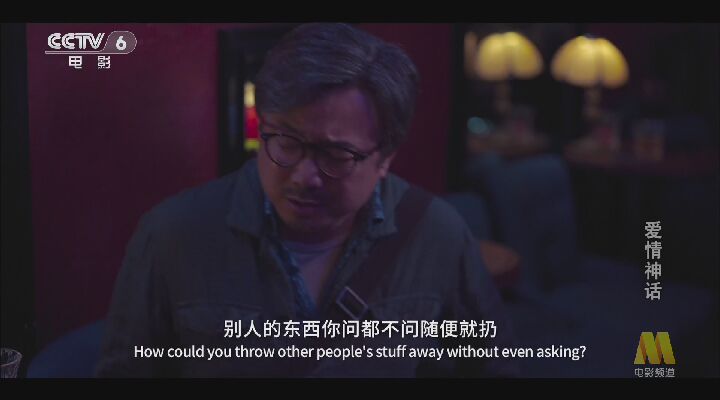 CCTV 6
电影
爱情神话
别人的东西你问都不问随便就扔
How could you throw other people's stuff away without even asking?
电影频道